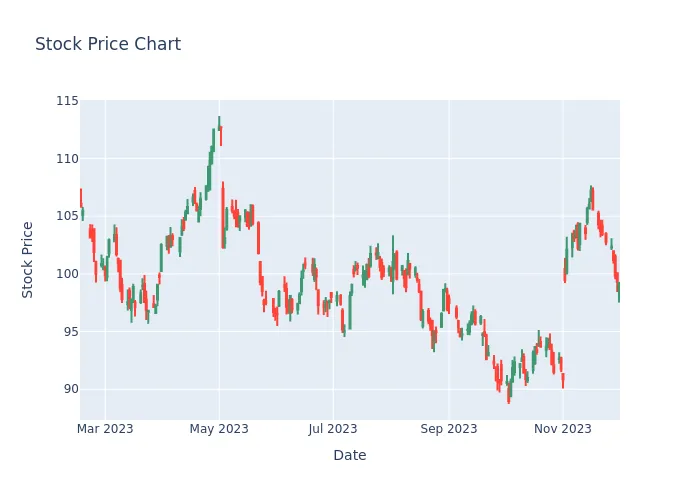 Stock Price Chart
Stock Price
115
110
105
100
95
90
Mar 2023
May 2023
Jul 2023
Sep 2023
Nov 2023
Date